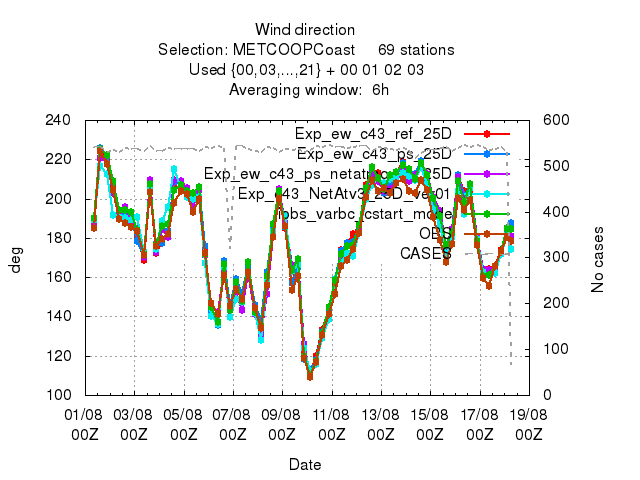 Wind direction
Selection: METCOOPCoast 69 stations
Used {00,03,...,21} + 00 01 02 03
Averaging window: 6h
240
220
200
180
160
140
120
100
deg
600
500
400
300
200
100
0
No cases
Exp_ew_c43_ref_25D
Exp_ew_c43_ps_25D
OBS
CASES
01/08 03/08 05/08 07/08 09/08 11/08 13/08 15/08 17/08 19/08
00Z 00Z 00Z 00Z 00Z 00Z 00Z 00Z 00Z 00Z
Date